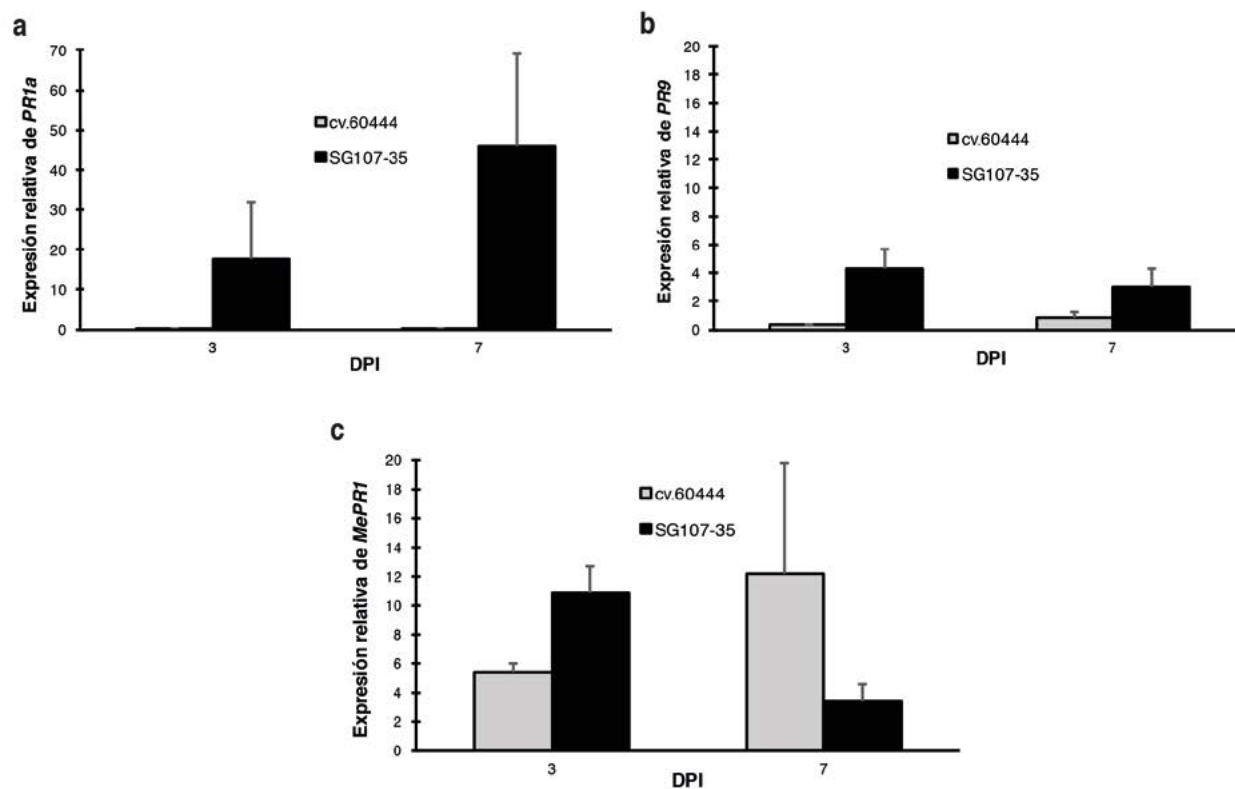 a
Expresión relativa de PR1a
70
60
50
40
30
20
10
0
cv.60444
SG107-35
3
7
DPI
b
Expresión relativa de PR9
20
18
16
14
12
10
8
6
4
2
0
cv.60444
SG107-35
3
7
DPI
c
Expresión relativa de MePR1
20
18
16
14
12
10
8
6
4
2
0
cv.60444
SG107-35
3
7
DPI